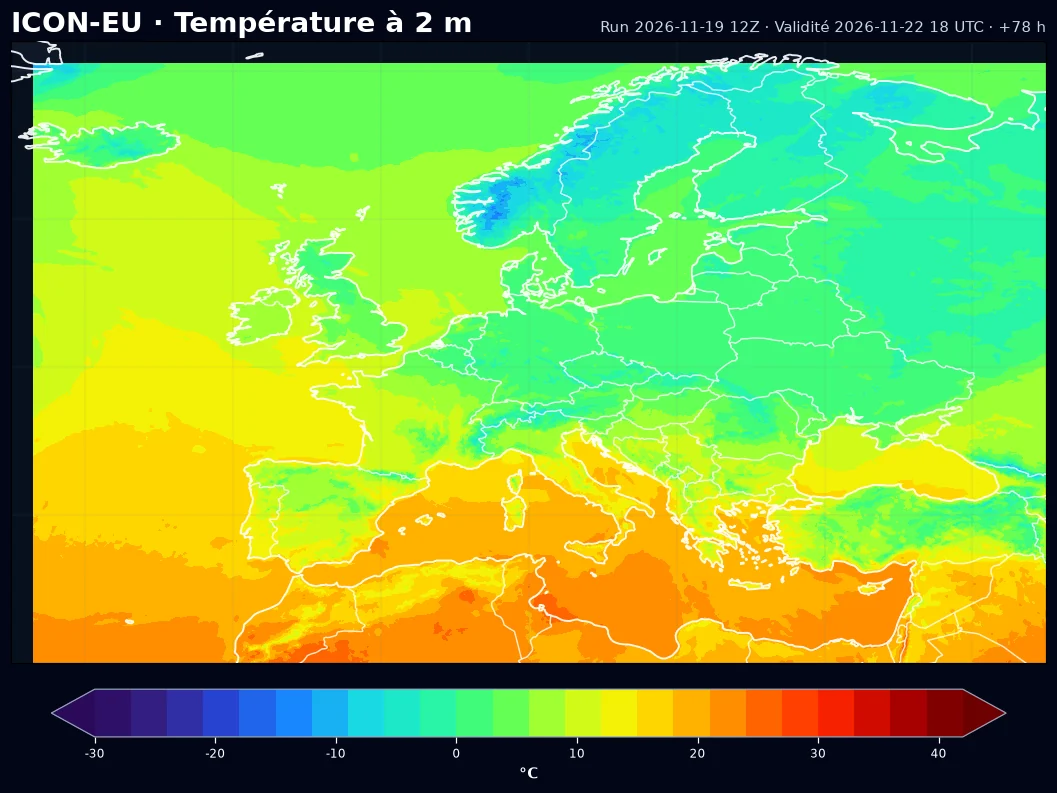 ICON-EU · Température à 2 m
Run 2026-11-19 12Z · Validité 2026-11-22 18 UTC · +78 h
-30 -20 -10 0 10 20 30 40
°C